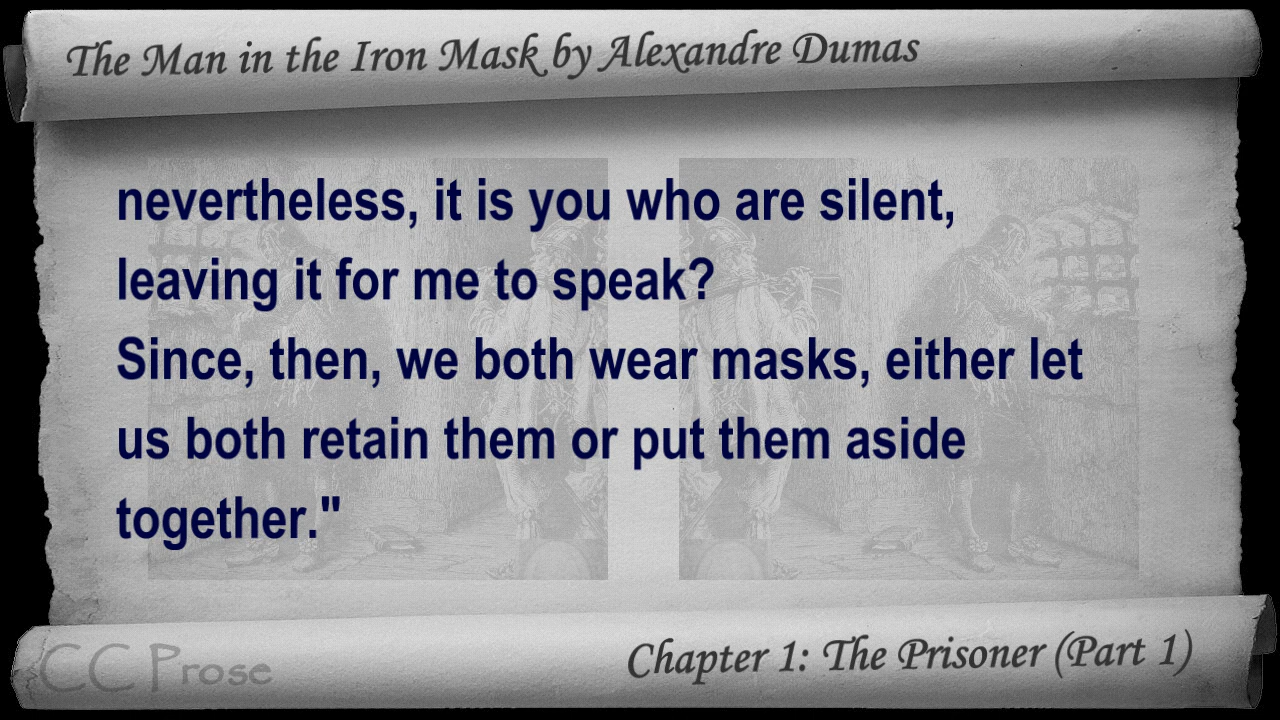 The Man in the Iron Mask by Alexandre Dumas
nevertheless, it is you who are silent,
leaving it for me to speak?
Since, then, we both wear masks, either let
us both retain them or put them aside
together."
CC Prose
Chapter 1: The Prisoner (Part 1)